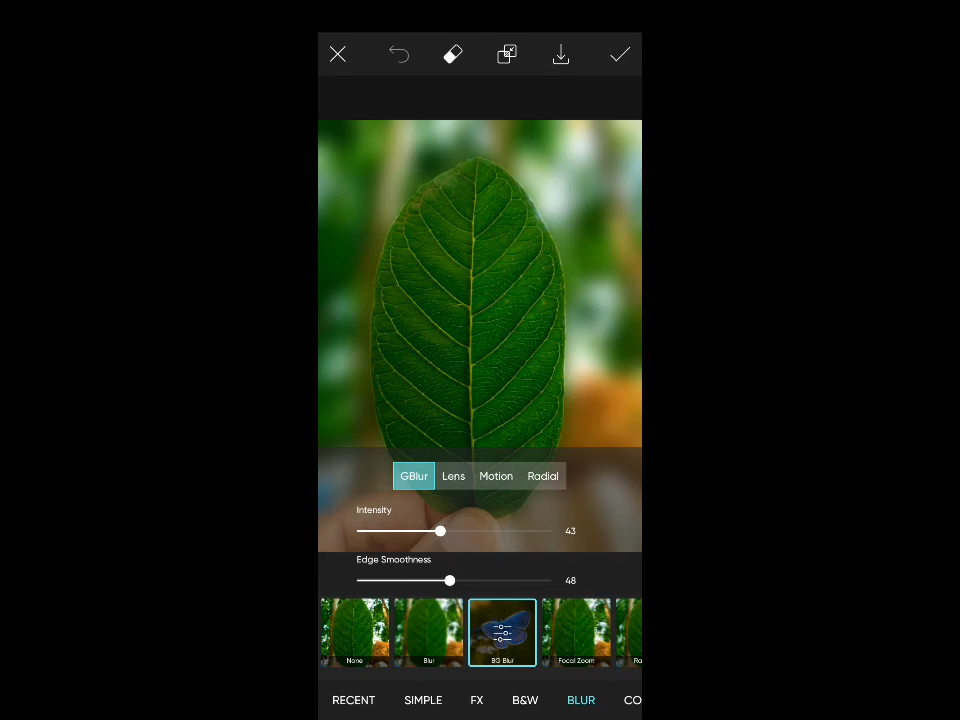 GBlur Lens Motion Radial
Intensity
43
Edge Smoothness
48
None Blur BG Blur Focal Zoom Ra
RECENT SIMPLE FX B&W BLUR CO